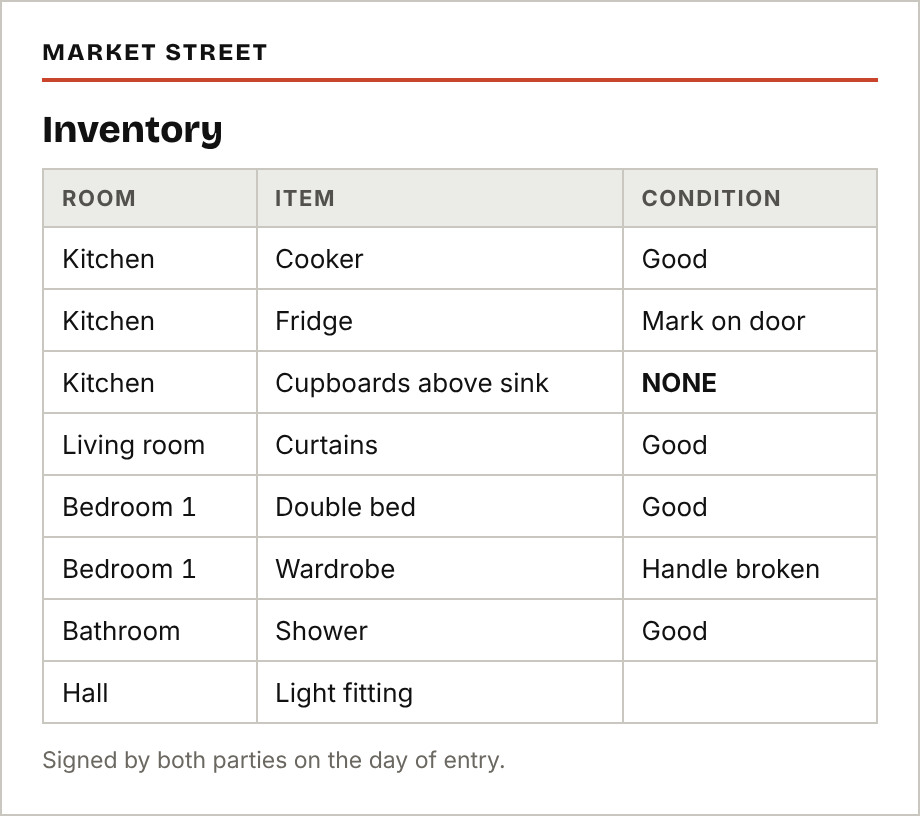 MARKET STREET
Inventory
ROOM ITEM CONDITION
Kitchen Cooker Good
Kitchen Fridge Mark on door
Kitchen Cupboards above sink NONE
Living room Curtains Good
Bedroom 1 Double bed Good
Bedroom 1 Wardrobe Handle broken
Bathroom Shower Good
Hall Light fitting
Signed by both parties on the day of entry.